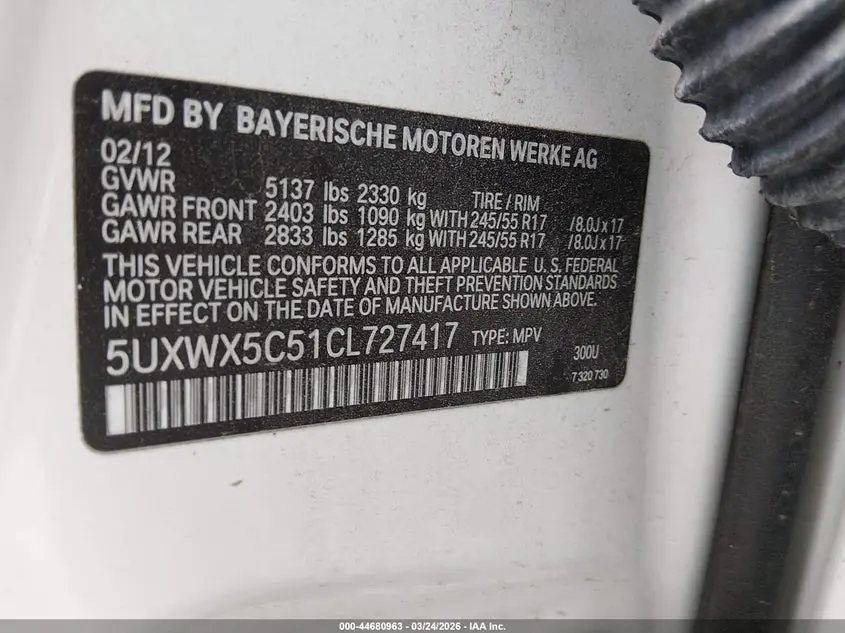 MFD BY BAYERISCHE MOTOREN WERKE AG
02/12
GVWR 5137 lbs 2330 kg TIRE / RIM
GAWR FRONT 2403 lbs 1090 kg WITH 245/55 R17 /8.0J x 17
GAWR REAR 2833 lbs 1285 kg WITH 245/55 R17 /8.0J x 17
THIS VEHICLE CONFORMS TO ALL APPLICABLE U.S. FEDERAL
MOTOR VEHICLE SAFETY AND THEFT PREVENTION STANDARDS
IN EFFECT ON THE DATE OF MANUFACTURE SHOWN ABOVE.
5UXWX5C51CL727417 TYPE: MPV
300U
7 320 730
000-44680963 - 03/24/2026 - IAA Inc.